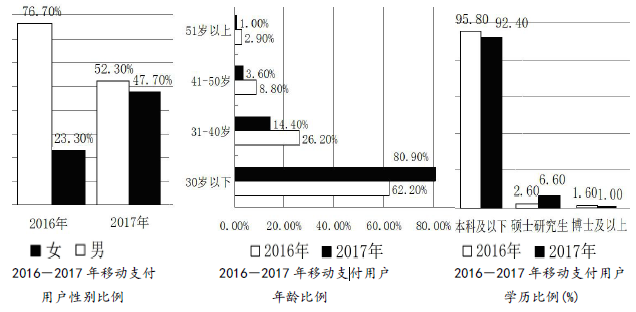 76.70%
23.30%
52.30%
47.70%
2016年 2017年
女 男
2016－2017年移动支付
用户性别比例
51岁以上 1.00%
2.90%
41-50岁 3.60%
8.80%
31-40岁 14.40%
26.20%
30岁以下 80.90%
62.20%
0.00% 20.00% 40.00% 60.00% 80.00%
2016年 2017年
2016－2017年移动支付用户
年龄比例
95.80 92.40
2.60 6.60 1.60 1.00
本科及以下 硕士研究生 博士及以上
2016年 2017年
2016－2017年移动支付用户
学历比例(%)